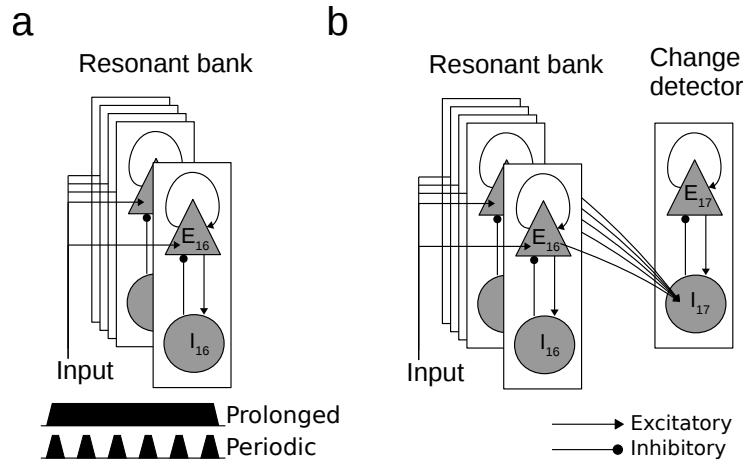 a
Resonant bank
E16
I16
Input
Prolonged
Periodic
b
Resonant bank
Change
detector
E16
I16
E17
I17
Input
Excitatory
Inhibitory